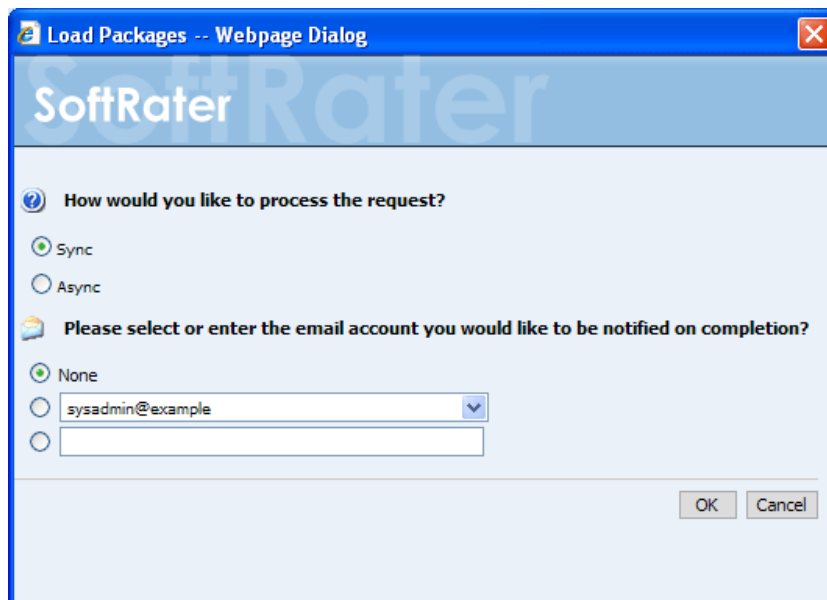 Load Packages -- Webpage Dialog
SoftRater
SoftRater
How would you like to process the request?
Sync
Async
Please select or enter the email account you would like to be notified on completion?
None
sysadmin@example
OK Cancel